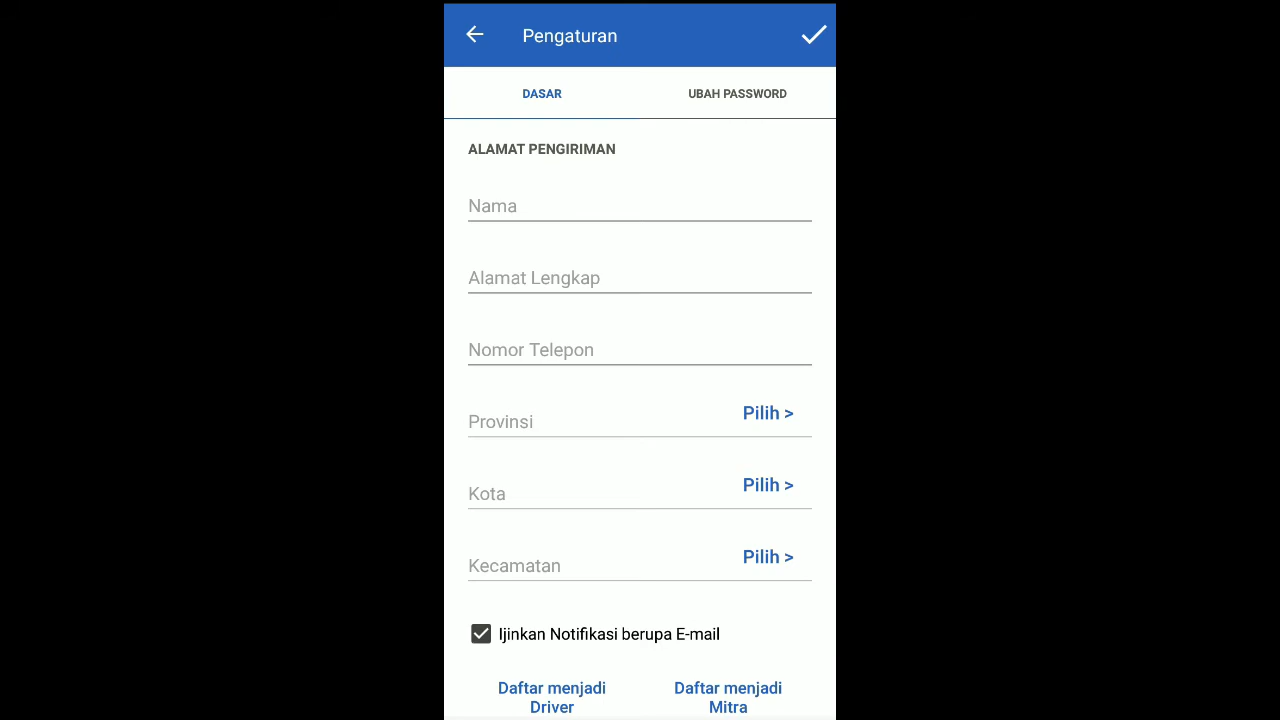 Pengaturan
DASAR
UBAH PASSWORD
ALAMAT PENGIRIMAN
Nama
Alamat Lengkap
Nomor Telepon
Provinsi
Pilih >
Kota
Pilih >
Kecamatan
Pilih >
Ijinkan Notifikasi berupa E-mail
Daftar menjadi
Driver
Daftar menjadi
Mitra